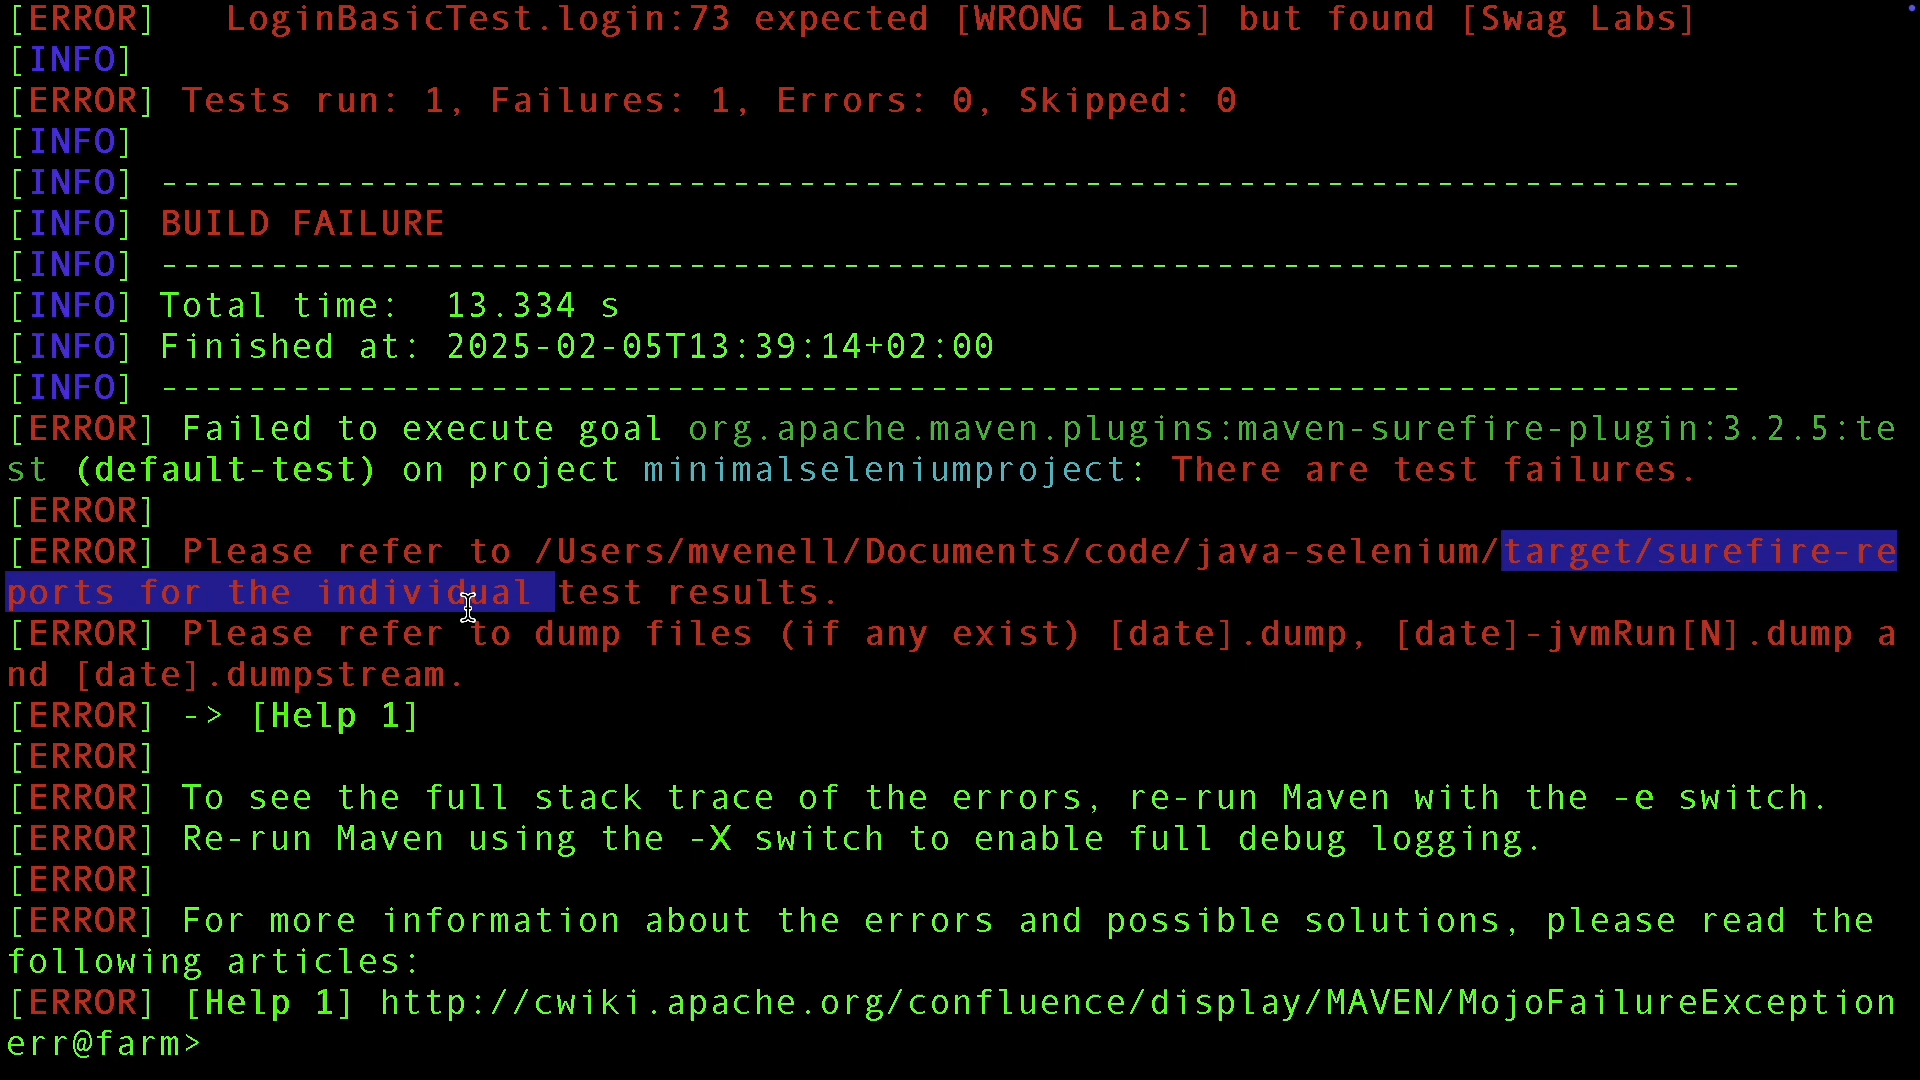 [ERROR]   LoginBasicTest.login:73 expected [WRONG Labs] but found [Swag Labs]
[INFO]
[ERROR] Tests run: 1, Failures: 1, Errors: 0, Skipped: 0
[INFO]
[INFO] ------------------------------------------------------------------------
[INFO] BUILD FAILURE
[INFO] ------------------------------------------------------------------------
[INFO] Total time:  13.334 s
[INFO] Finished at: 2025-02-05T13:39:14+02:00
[INFO] ------------------------------------------------------------------------
[ERROR] Failed to execute goal org.apache.maven.plugins:maven-surefire-plugin:3.2.5:te
st (default-test) on project minimalseleniumproject: There are test failures.
[ERROR]
[ERROR] Please refer to /Users/mvenell/Documents/code/java-selenium/target/surefire-re
ports for the individual test results.
[ERROR] Please refer to dump files (if any exist) [date].dump, [date]-jvmRun[N].dump a
nd [date].dumpstream.
[ERROR] -> [Help 1]
[ERROR]
[ERROR] To see the full stack trace of the errors, re-run Maven with the -e switch.
[ERROR] Re-run Maven using the -X switch to enable full debug logging.
[ERROR]
[ERROR] For more information about the errors and possible solutions, please read the
following articles:
[ERROR] [Help 1] http://cwiki.apache.org/confluence/display/MAVEN/MojoFailureException
err@farm>